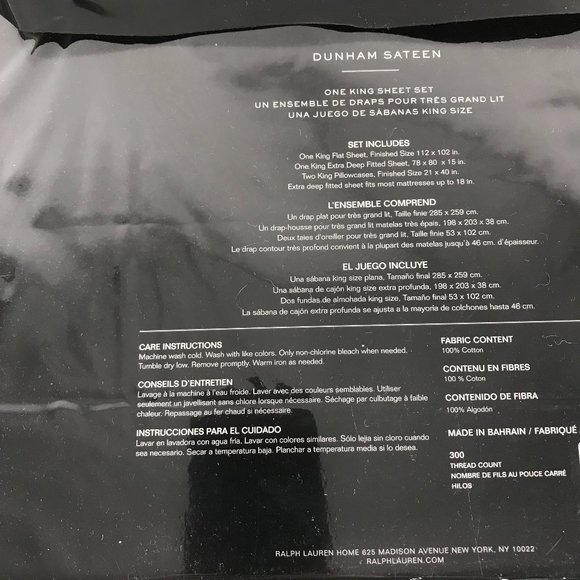 DUNHAM SATEEN
ONE KING SHEET SET
UN ENSEMBLE DE DRAPS POUR TRÈS GRAND LIT
UNA JUEGO DE SÁBANAS KING SIZE
SET INCLUDES
One King Flat Sheet, Finished Size 112 x 102 in.
One King Extra Deep Fitted Sheet, 78 x 80 x 15 in.
Two King Pillowcases, Finished Size 21 x 40 in.
Extra deep fitted sheet fits most mattresses up to 18 in.
L'ENSEMBLE COMPREND
Un drap plat pour très grand lit, Taille finie 285 x 259 cm.
Un drap-housse pour très grand lit matelas très épais, 198 x 203 x 38 cm.
Deux taies d'oreiller pour très grand lit, Taille finie 53 x 102 cm.
Le drap contour très profond convient à la plupart des matelas jusqu'à 46 cm. d'épaisseur.
EL JUEGO INCLUYE
Una sábana king size plana, Tamaño final 285 x 259 cm.
Una sábana de cajón king size extra profunda, 198 x 203 x 38 cm.
Dos fundas de almohada king size, Tamaño final 53 x 102 cm.
La sábana de cajón extra profunda se ajusta a la mayoria de colchones hasta 46 cm.
CARE INSTRUCTIONS
Machine wash cold. Wash with like colors. Only non-chlorine bleach when needed.
Tumble dry low. Remove promptly. Warm iron as needed.
CONSEILS D'ENTRETIEN
Lavage à la machine à l'eau froide. Laver avec des couleurs semblables. Utiliser
seulement un javellisant sans chlore lorsque nécessaire. Séchage par culbutage à faible
chaleur. Repassage au fer chaud si nécessaire.
INSTRUCCIONES PARA EL CUIDADO
Lavar en lavadora con agua fría. Lavar con colores similares. Sólo lejia sin cloro cuando
sea necesario. Secar a temperatura baja. Planchar a temperatura media si lo desea.
FABRIC CONTENT
100% Cotton
CONTENU EN FIBRES
100 % Coton
CONTENIDO DE FIBRA
100% Algodón
MADE IN BAHRAIN / FABRIQUÉ
300
THREAD COUNT
NOMBRE DE FILS AU POUCE CARRÉ
HILOS
RALPH LAUREN HOME 625 MADISON AVENUE NEW YORK, NY 10022
RALPHLAUREN.COM